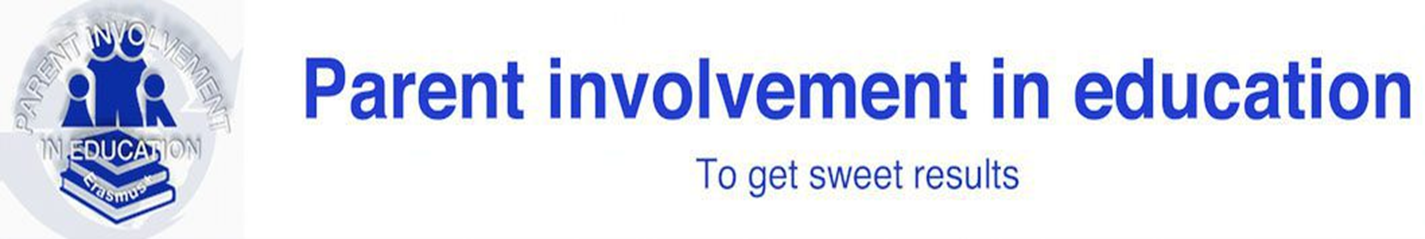 PARENT INVOLVEMENT
IN EDUCATION
Erasmus+
Parent involvement in education
To get sweet results